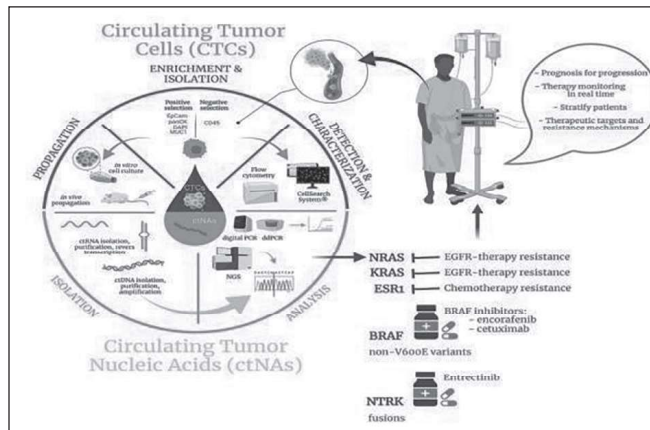 Circulating Tumor
Cells (CTCs)
ENRICHMENT &
ISOLATION
Positive
selection
EpCam
panCK
DAPI
MUC1
Negative
selection
CD45
PROPAGATION
in vitro
cell culture
in vivo
propagation
DETECTION &
CHARACTERIZATION
Flow
cytometry
CellSearch
System®
CTCs
ctNAs
ctRNA isolation,
purification, revers
transcription
ctDNA isolation,
purification,
amplification
ISOLATION
digital PCR
ddPCR
NGS
ANALYSIS
Circulating Tumor
Nucleic Acids (ctNAs)
- Prognosis for progression
- Therapy monitoring
in real time
- Stratify patients
- Therapeutic targets and
resistance mechanisms
NRAS EGFR-therapy resistance
KRAS EGFR-therapy resistance
ESR1 Chemotherapy resistance
BRAF
non-V600E variants
BRAF inhibitors:
- encorafenib
- cetuximab
NTRK
fusions
Entrectinib